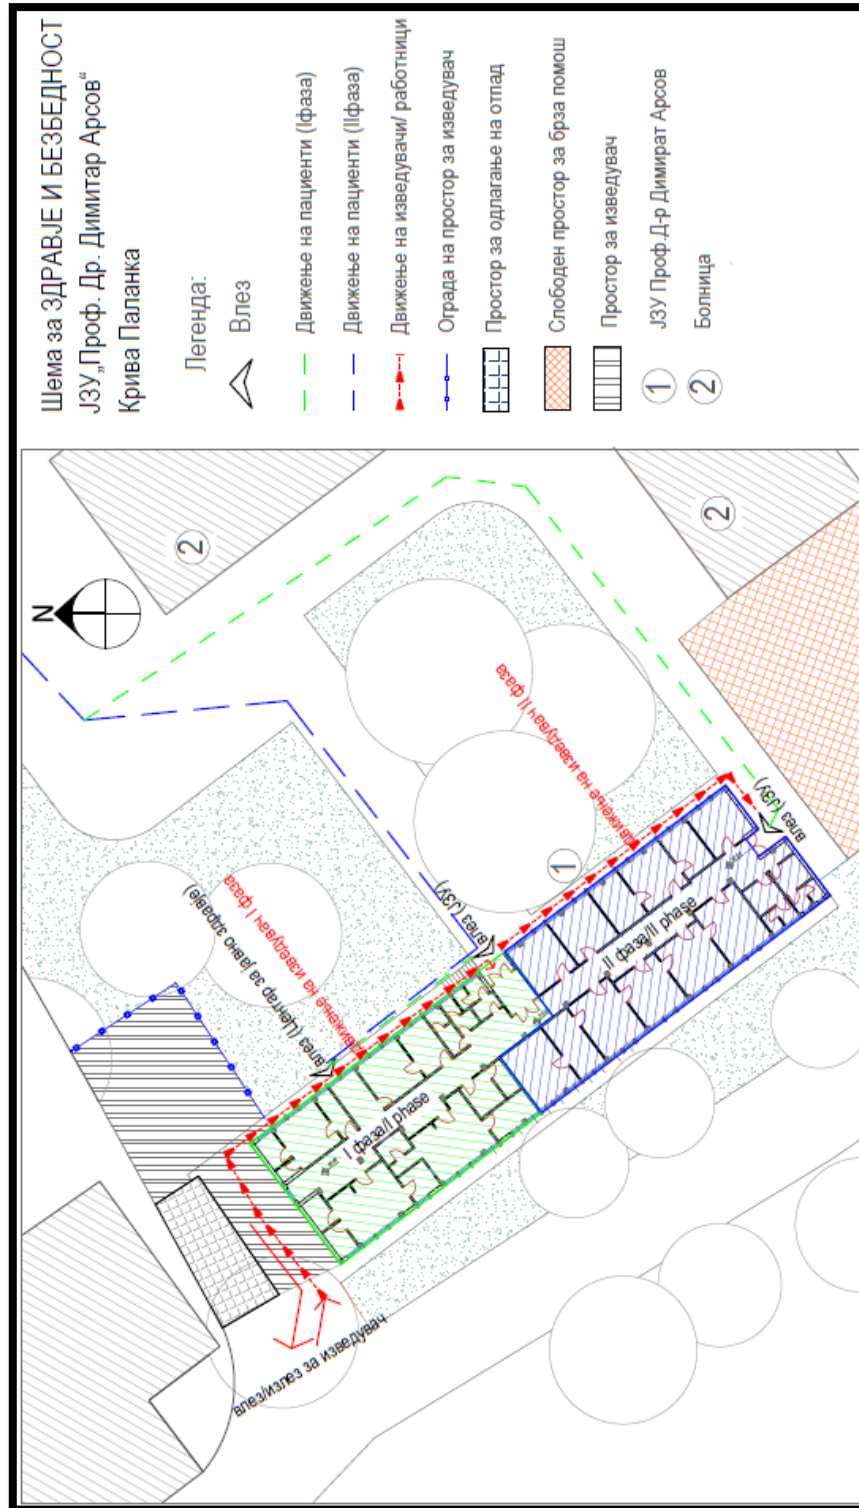 Шема за ЗДРАВЈЕ И БЕЗБЕДНОСТ
ЈЗУ„Проф. Др. Димитар Арсов“
Крива Паланка
Легенда:
Влез
Движење на пациенти (Iфаза)
Движење на пациенти (IIфаза)
Движење на изведувачи/ работници
Ограда на простор за изведувач
Простор за одлагање на отпад
Слободен простор за брза помош
Простор за изведувач
1 ЈЗУ Проф.Д-р Димират Арсов
2 Болница
N
2
2
1
движење на изведувач II фаза
движење на изведувач I фаза
влез (Центар за јавно здравје)
влез (ЈЗУ)
влез (ЈЗУ)
I фаза/I phase
II фаза/II phase
влез/излез за изведувач